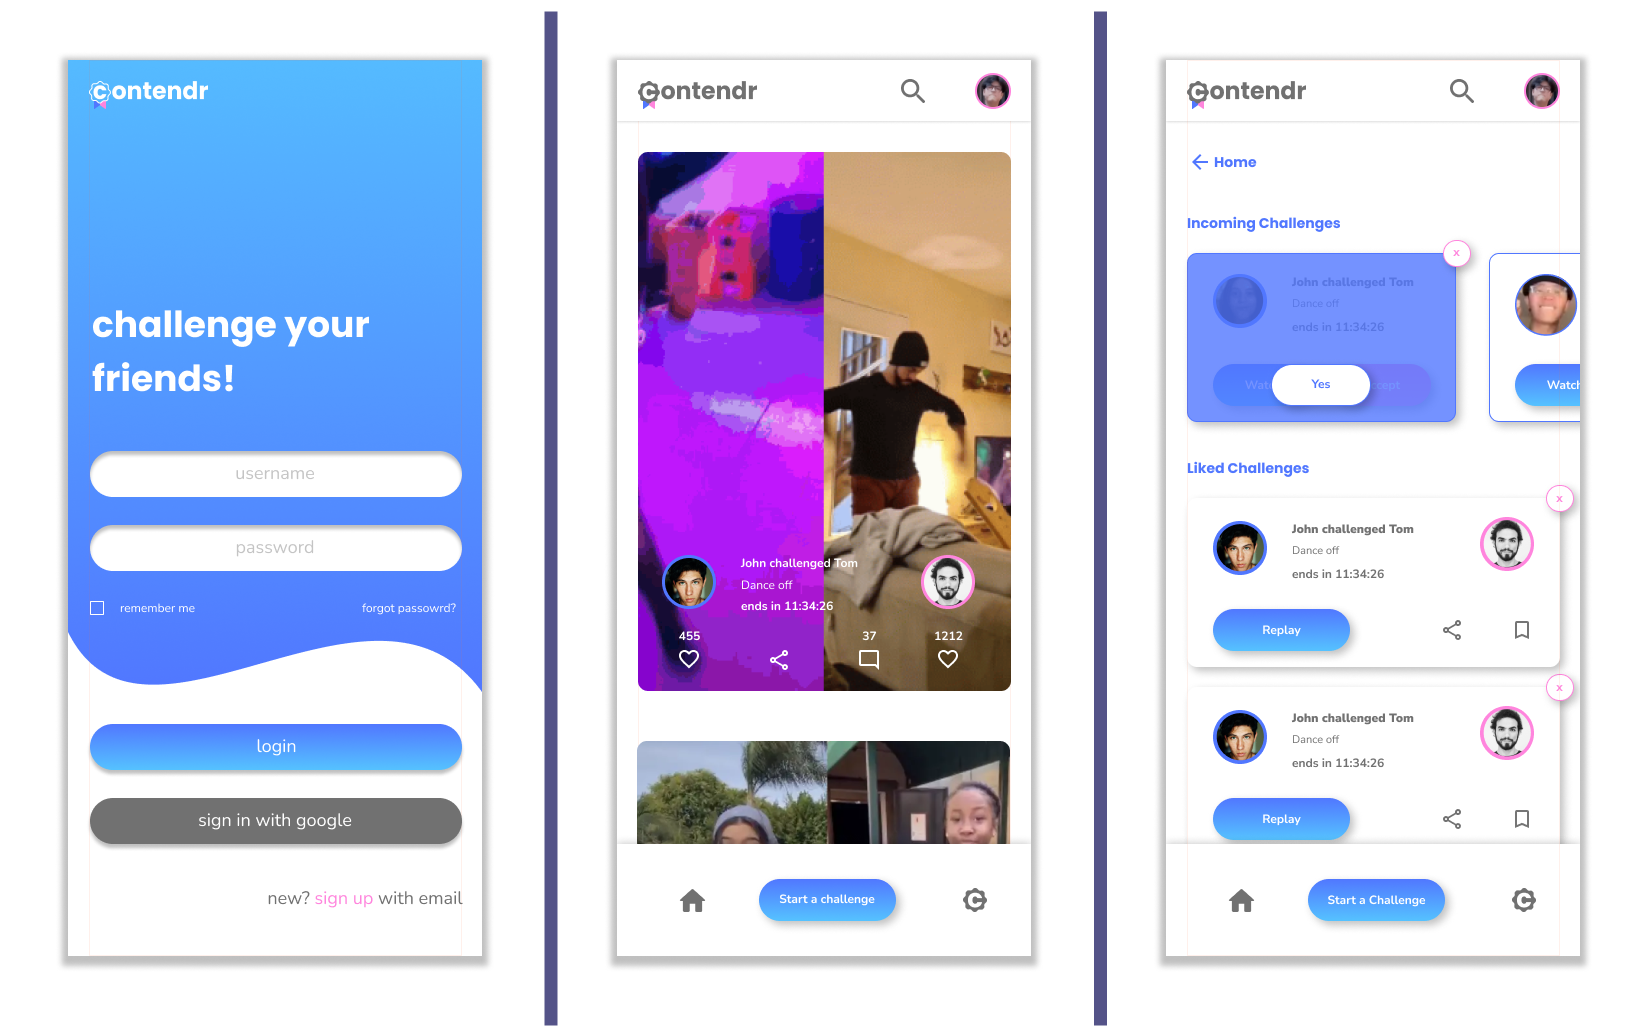 contendr
challenge your
friends!
username
password
remember me
forgot passowrd?
login
sign in with google
new? sign up with email
contendr
John challenged Tom
Dance off
ends in 11:34:26
455
37
1212
Start a challenge
contendr
Home
Incoming Challenges
x
John challenged Tom
Dance off
ends in 11:34:26
Yes
Watch
Liked Challenges
x
John challenged Tom
Dance off
ends in 11:34:26
Replay
x
John challenged Tom
Dance off
ends in 11:34:26
Replay
Start a Challenge